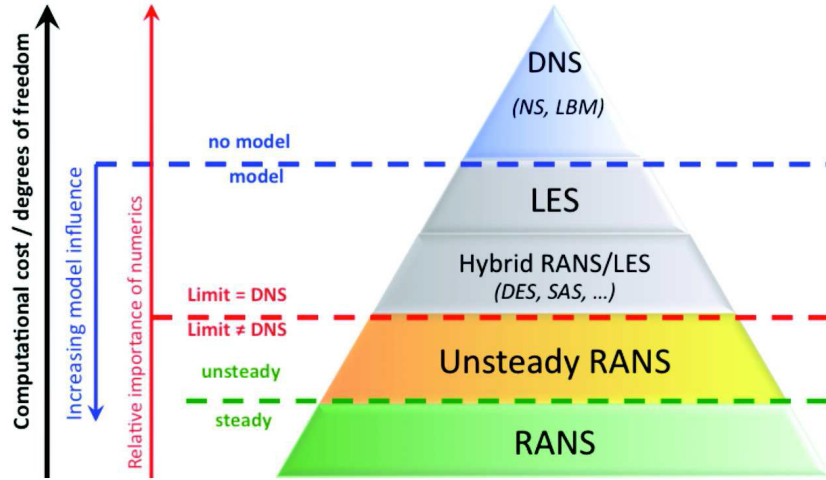 Computational cost / degrees of freedom
Increasing model influence
Relative importance of numerics
DNS
(NS, LBM)
no model
model
LES
Hybrid RANS/LES
(DES, SAS, ...)
Limit = DNS
Limit ≠ DNS
Unsteady RANS
unsteady
steady
RANS